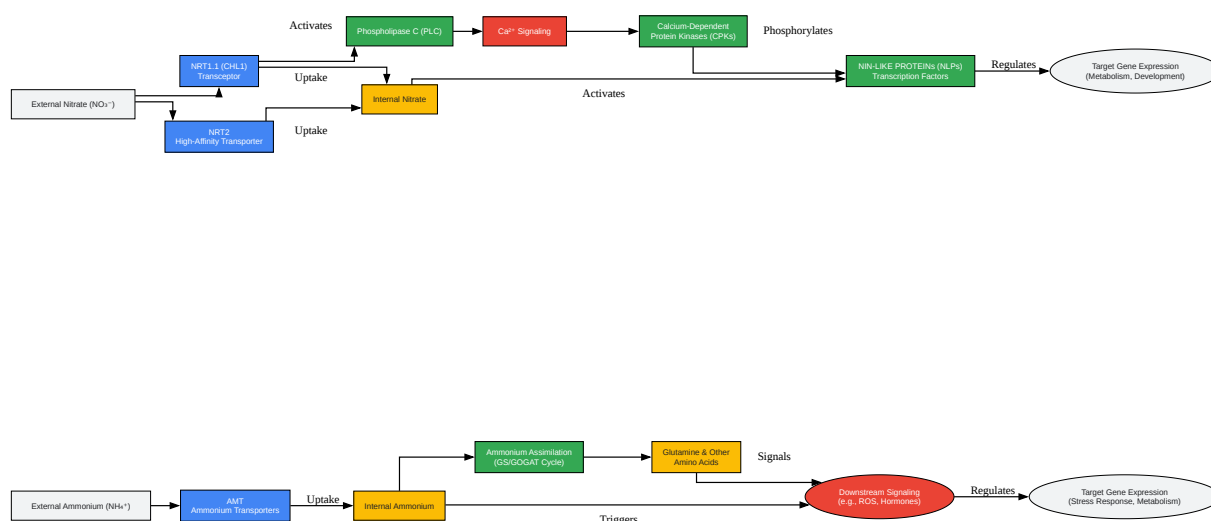 Activates
Phospholipase C (PLC)
Ca²⁺ Signaling
Calcium-Dependent
Protein Kinases (CPKs)
Phosphorylates
NRT1.1 (CHL1)
Transceptor
Uptake
External Nitrate (NO₃⁻)
Internal Nitrate
Activates
NIN-LIKE PROTEINs (NLPs)
Transcription Factors
Regulates
Target Gene Expression
(Metabolism, Development)
NRT2
High-Affinity Transporter
Uptake
Ammonium Assimilation
(GS/GOGAT Cycle)
Glutamine & Other
Amino Acids
Signals
External Ammonium (NH₄⁺)
AMT
Ammonium Transporters
Uptake
Internal Ammonium
Triggers
Downstream Signaling
(e.g., ROS, Hormones)
Regulates
Target Gene Expression
(Stress Response, Metabolism)